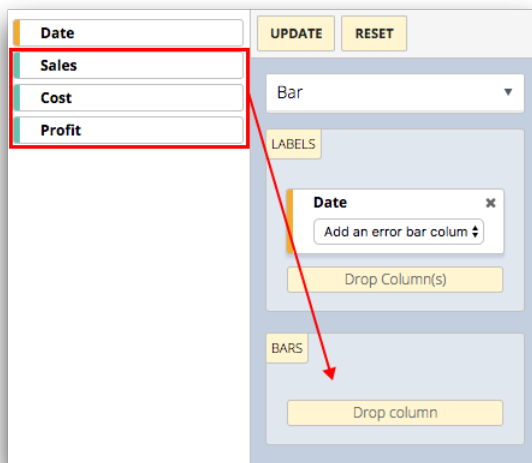 Date
Sales
Cost
Profit
UPDATE
RESET
Bar
LABELS
Date
Add an error bar colum
Drop Column(s)
BARS
Drop column